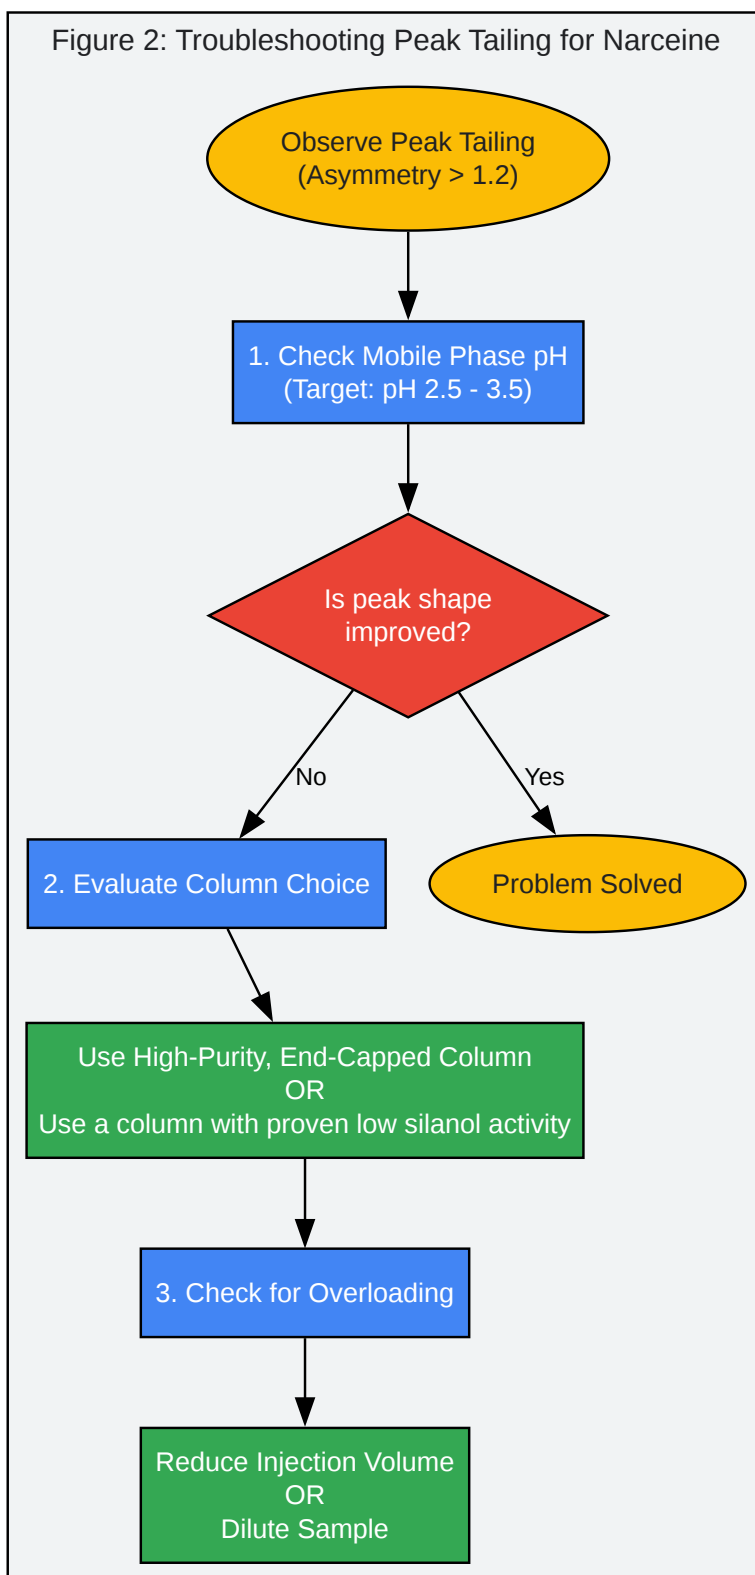 Figure 2: Troubleshooting Peak Tailing for Narceine
Observe Peak Tailing
(Asymmetry > 1.2)
1. Check Mobile Phase pH
(Target: pH 2.5 - 3.5)
Is peak shape
improved?
No
Yes
2. Evaluate Column Choice
Problem Solved
Use High-Purity, End-Capped Column
OR
Use a column with proven low silanol activity
3. Check for Overloading
Reduce Injection Volume
OR
Dilute Sample